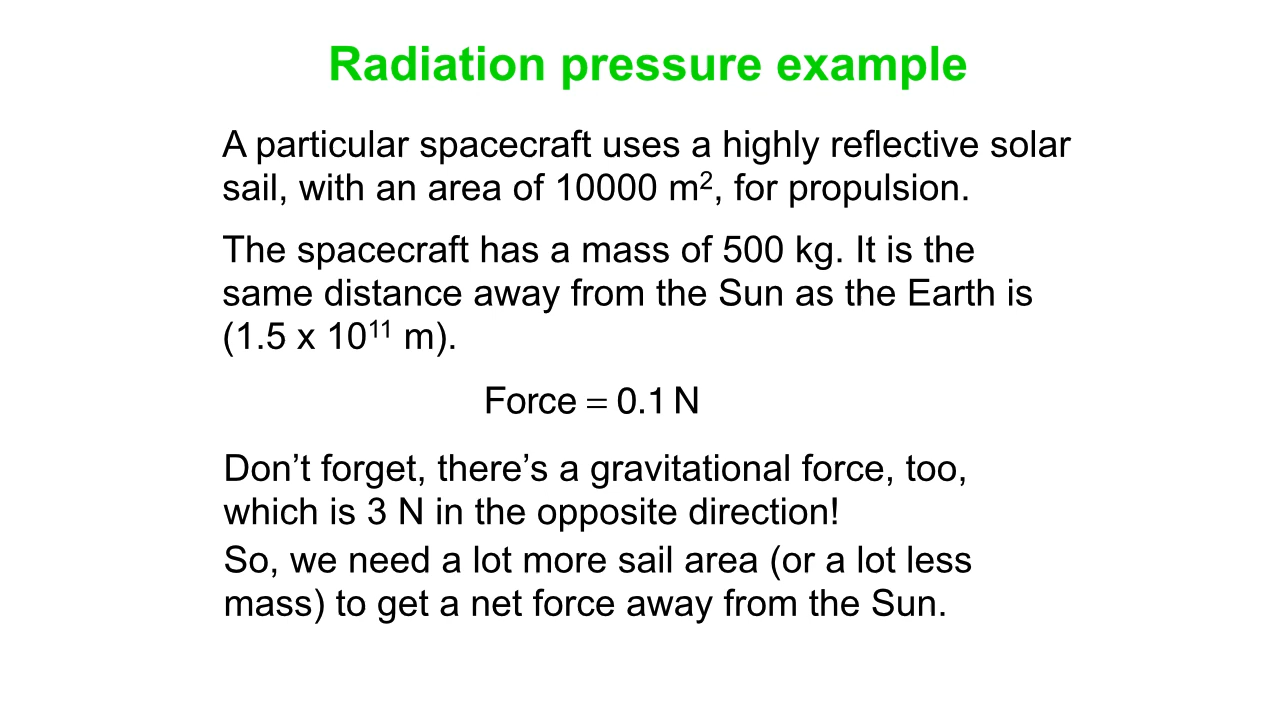 Radiation pressure example
A particular spacecraft uses a highly reflective solar
sail, with an area of 10000 m², for propulsion.
The spacecraft has a mass of 500 kg. It is the
same distance away from the Sun as the Earth is
(1.5 x 10¹¹ m).
Force = 0.1 N
Don’t forget, there’s a gravitational force, too,
which is 3 N in the opposite direction!
So, we need a lot more sail area (or a lot less
mass) to get a net force away from the Sun.